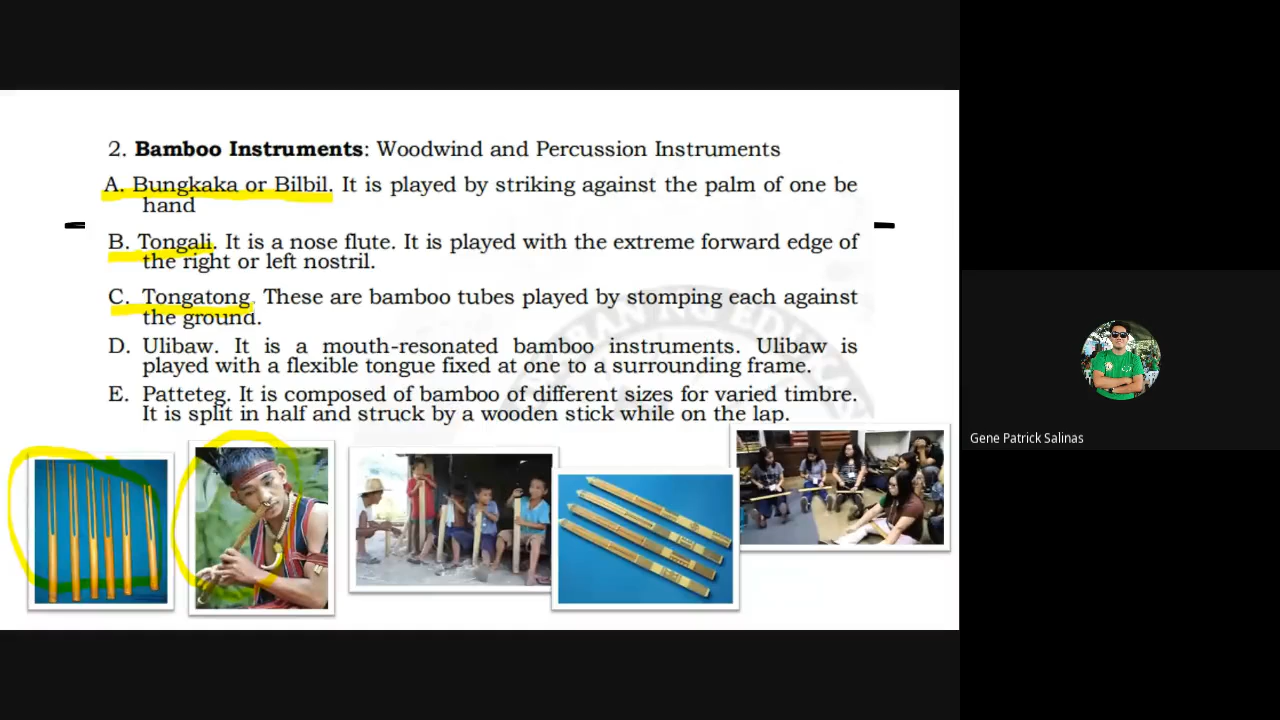 2. Bamboo Instruments: Woodwind and Percussion Instruments
A. Bungkaka or Bilbil. It is played by striking against the palm of one be
hand
B. Tongali. It is a nose flute. It is played with the extreme forward edge of
the right or left nostril.
C. Tongatong. These are bamboo tubes played by stomping each against
the ground.
D. Ulibaw. It is a mouth-resonated bamboo instruments. Ulibaw is
played with a flexible tongue fixed at one to a surrounding frame.
E. Patteteg. It is composed of bamboo of different sizes for varied timbre.
It is split in half and struck by a wooden stick while on the lap.
Gene Patrick Salinas